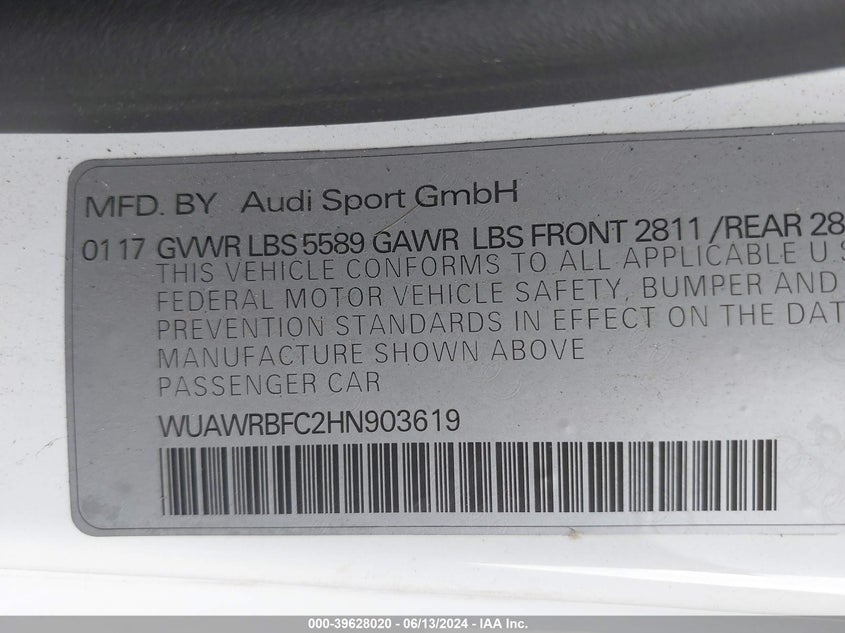 MFD. BY Audi Sport GmbH
01 17 GVWR LBS 5589 GAWR LBS FRONT 2811 /REAR 28
THIS VEHICLE CONFORMS TO ALL APPLICABLE U.S
FEDERAL MOTOR VEHICLE SAFETY, BUMPER AND
PREVENTION STANDARDS IN EFFECT ON THE DAT
MANUFACTURE SHOWN ABOVE
PASSENGER CAR
WUAWRBFC2HN903619
000-39628020 - 06/13/2024 - IAA Inc.